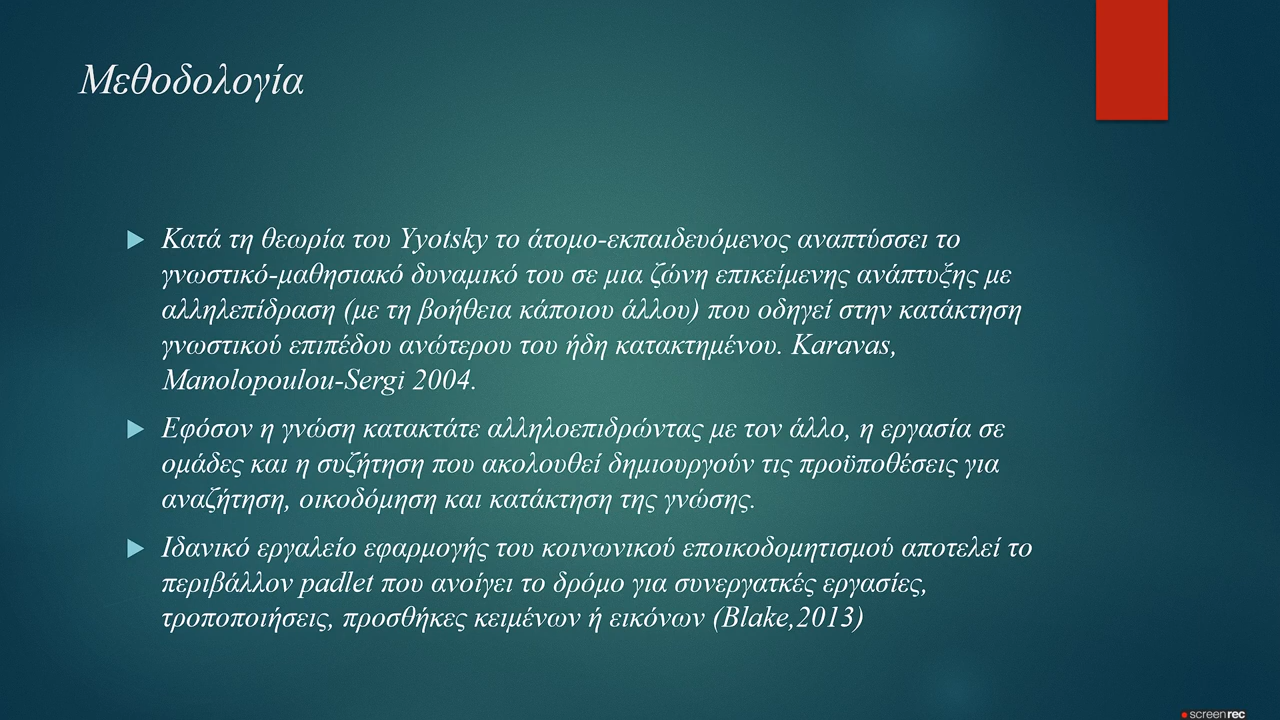 Μεθοδολογία
Κατά τη θεωρία του Yyotsky το άτομο-εκπαιδευόμενος αναπτύσσει το
γνωστικό-μαθησιακό δυναμικό του σε μια ζώνη επικείμενης ανάπτυξης με
αλληλεπίδραση (με τη βοήθεια κάποιου άλλου) που οδηγεί στην κατάκτηση
γνωστικού επιπέδου ανώτερου του ήδη κατακτημένου. Karavas,
Manolopoulou-Sergi 2004.
Εφόσον η γνώση κατακτάτε αλληλοεπιδρώντας με τον άλλο, η εργασία σε
ομάδες και η συζήτηση που ακολουθεί δημιουργούν τις προϋποθέσεις για
αναζήτηση, οικοδόμηση και κατάκτηση της γνώσης.
Ιδανικό εργαλείο εφαρμογής του κοινωνικού εποικοδομητισμού αποτελεί το
περιβάλλον padlet που ανοίγει το δρόμο για συνεργατκές εργασίες,
τροποποιήσεις, προσθήκες κειμένων ή εικόνων (Blake,2013)
screenrec